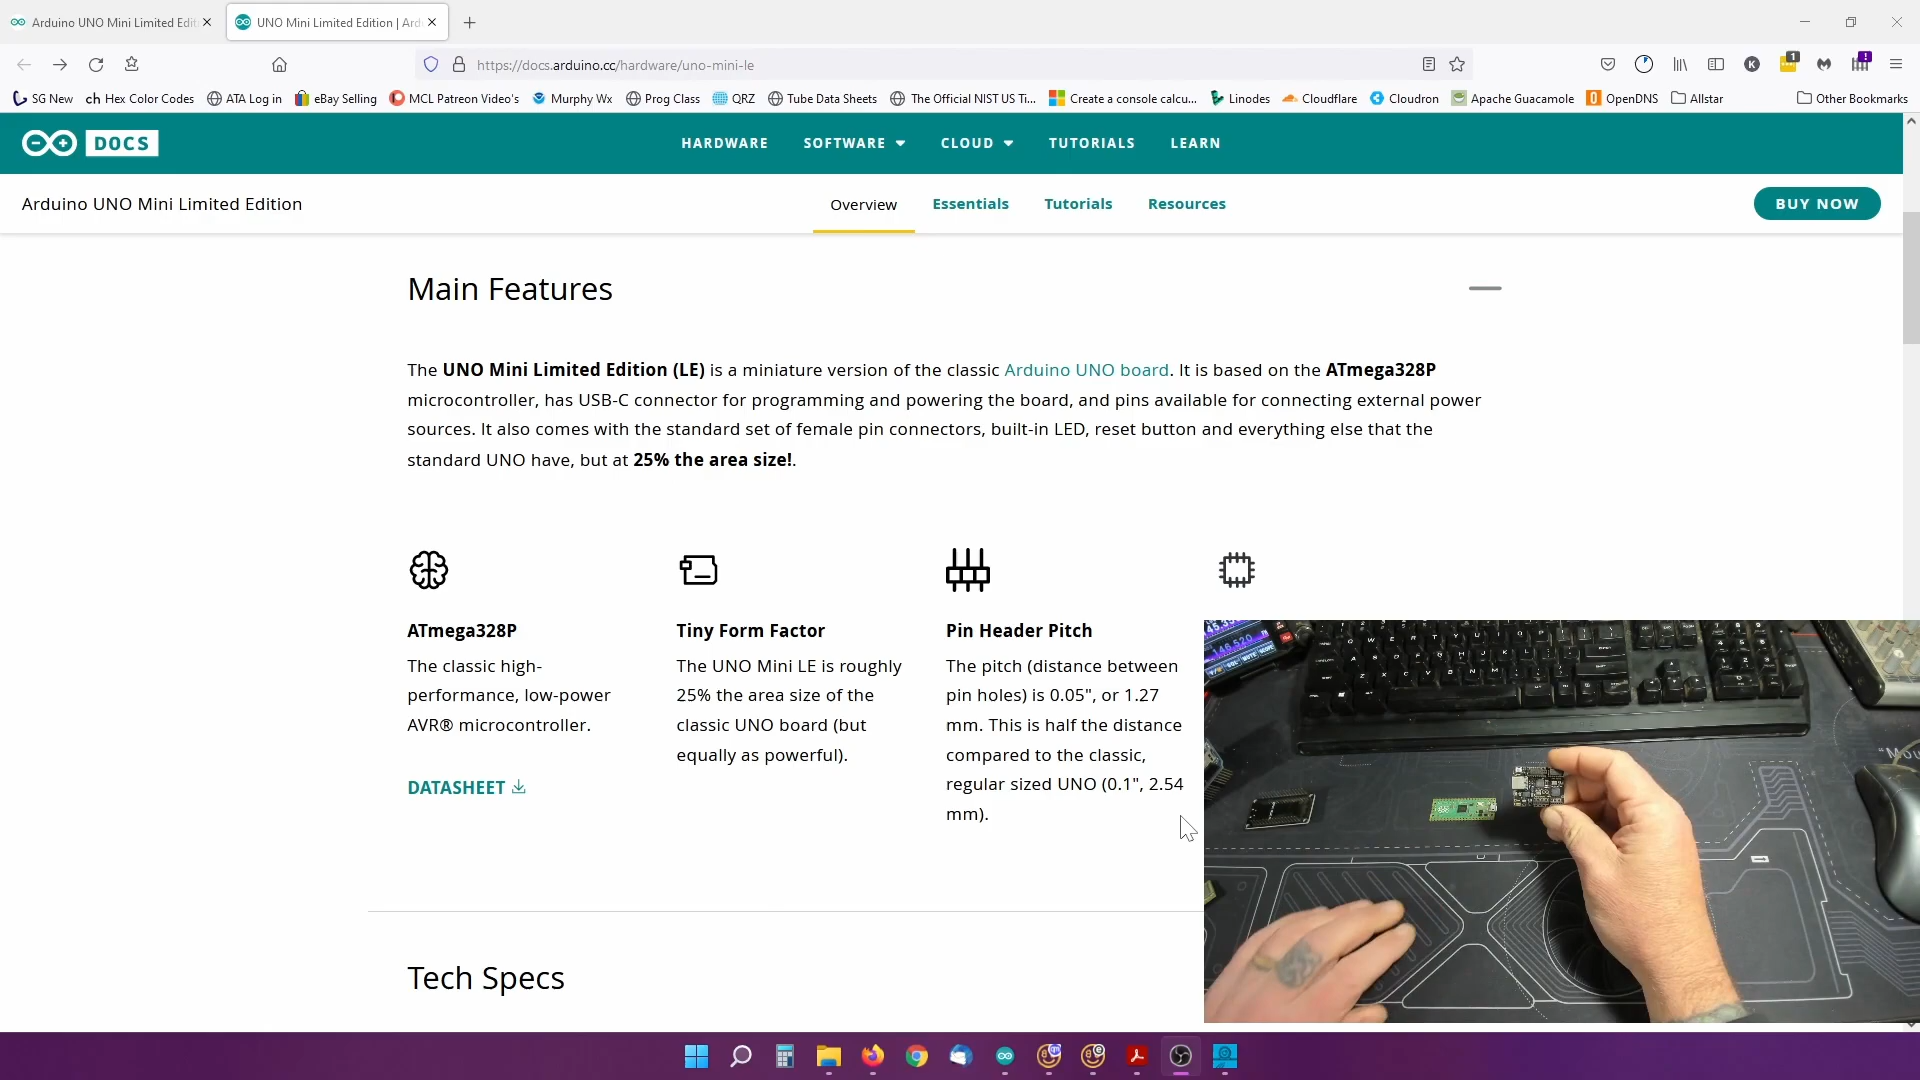 Arduino UNO Mini Limited Edit
UNO Mini Limited Edition | Ard
https://docs.arduino.cc/hardware/uno-mini-le
SG New
ch Hex Color Codes
ATA Log in
eBay Selling
MCL Patreon Video's
Murphy Wx
Prog Class
QRZ
Tube Data Sheets
The Official NIST US Ti...
Create a console calcu...
Linodes
Cloudflare
Cloudron
Apache Guacamole
OpenDNS
Allstar
Other Bookmarks
DOCS
HARDWARE
SOFTWARE
CLOUD
TUTORIALS
LEARN
Arduino UNO Mini Limited Edition
Overview
Essentials
Tutorials
Resources
BUY NOW
Main Features
The UNO Mini Limited Edition (LE) is a miniature version of the classic Arduino UNO board. It is based on the ATmega328P
microcontroller, has USB-C connector for programming and powering the board, and pins available for connecting external power
sources. It also comes with the standard set of female pin connectors, built-in LED, reset button and everything else that the
standard UNO have, but at 25% the area size!.
ATmega328P
The classic high-
performance, low-power
AVR® microcontroller.
DATASHEET
Tiny Form Factor
The UNO Mini LE is roughly
25% the area size of the
classic UNO board (but
equally as powerful).
Pin Header Pitch
The pitch (distance between
pin holes) is 0.05", or 1.27
mm. This is half the distance
compared to the classic,
regular sized UNO (0.1", 2.54
mm).
Tech Specs
146.520